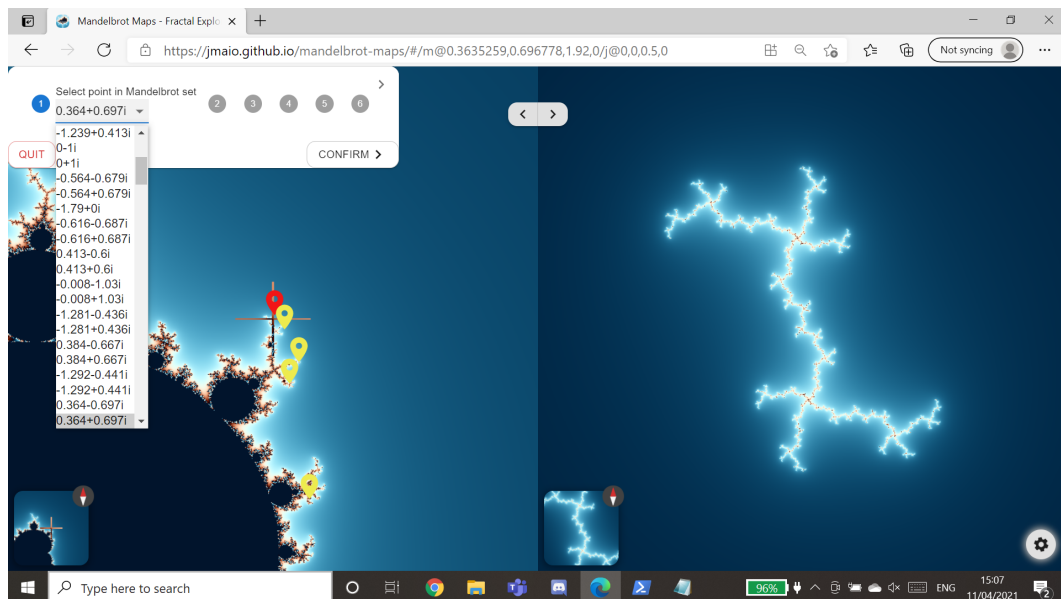 Mandelbrot Maps - Fractal Explo
https://jmaio.github.io/mandelbrot-maps/#/m@0.3635259,0.696778,1.92,0/j@0,0,0.5,0
Not syncing
Select point in Mandelbrot set
1
0.364+0.697i
2 3 4 5 6
QUIT
CONFIRM
-1.239+0.413i
0-1i
0+1i
-0.564-0.679i
-0.564+0.679i
-1.79+0i
-0.616-0.687i
-0.616+0.687i
0.413-0.6i
0.413+0.6i
-0.008-1.03i
-0.008+1.03i
-1.281-0.436i
-1.281+0.436i
0.384-0.667i
0.384+0.667i
-1.292-0.441i
-1.292+0.441i
0.364-0.697i
0.364+0.697i
Type here to search
96%
ENG
15:07
11/04/2021
2